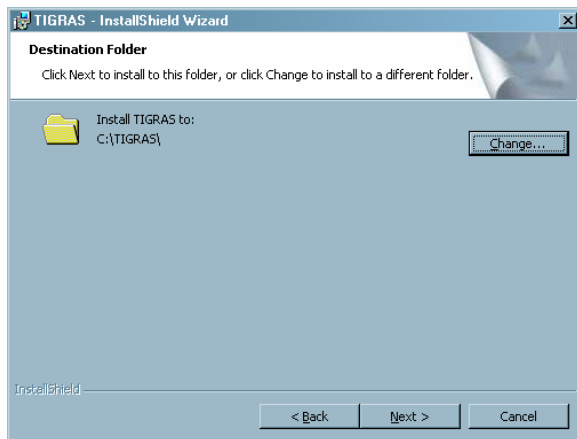 TIGRAS - InstallShield Wizard
Destination Folder
Click Next to install to this folder, or click Change to install to a different folder.
Install TIGRAS to:
C:\TIGRAS\
Change...
InstallShield
< Back
Next >
Cancel